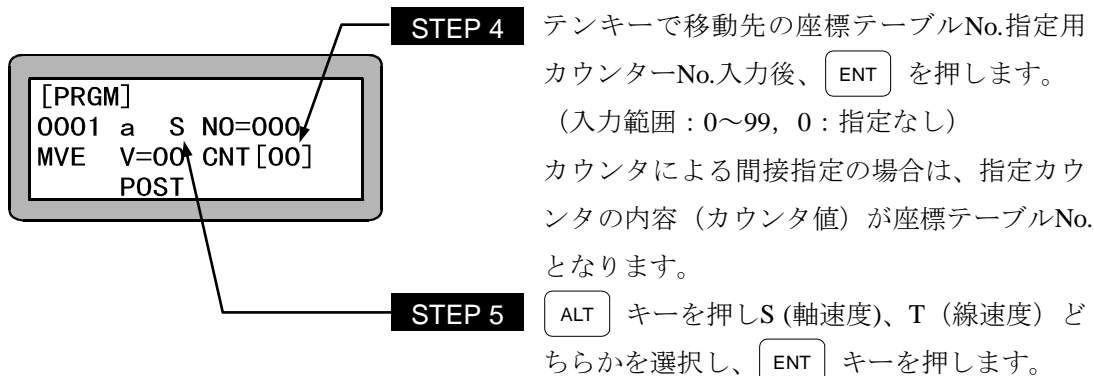 STEP 4
テンキーで移動先の座標テーブルNo.指定用
カウンターNo.入力後、 ENT を押します。
（入力範囲：0～99，0：指定なし）
カウンタによる間接指定の場合は、指定カウ
ンタの内容（カウンタ値）が座標テーブルNo.
となります。
[PRGM]
0001 a S NO=000
MVE V=00 CNT[00]
POST
STEP 5
ALT キーを押しS (軸速度)、T（線速度）ど
ちらかを選択し、 ENT キーを押します。